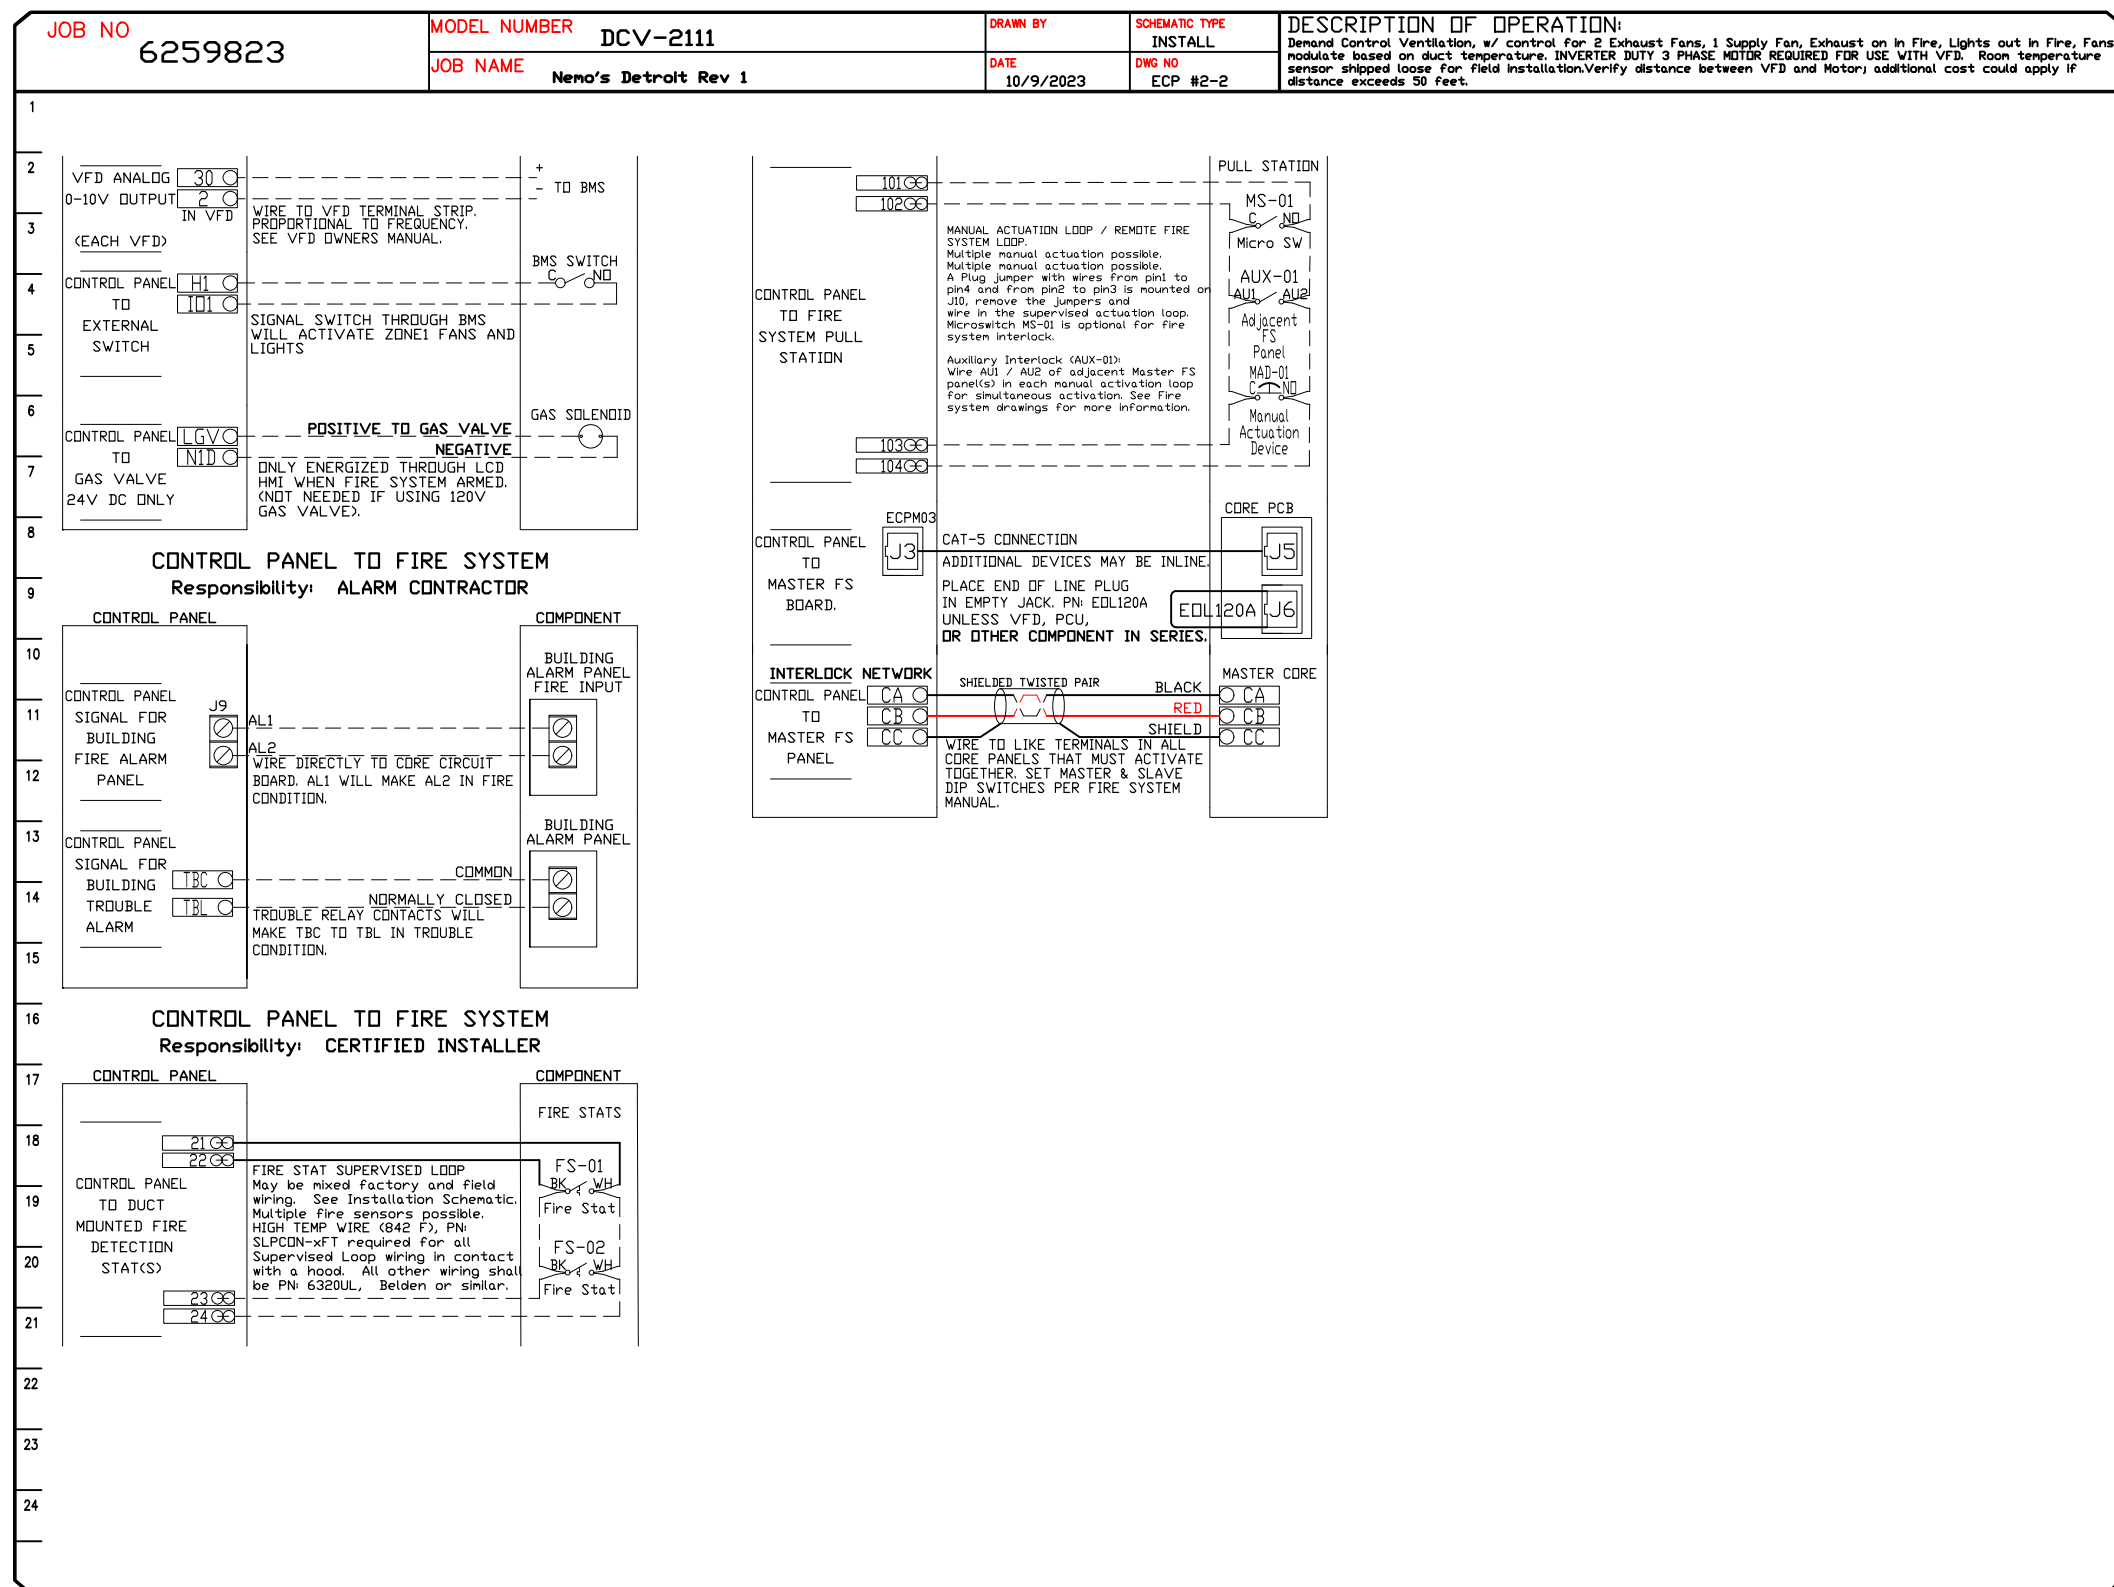 JOB NO
6259823
MODEL NUMBER
DCV-2111
JOB NAME
Nemo's Detroit Rev 1
DRAWN BY
DATE
10/9/2023
SCHEMATIC TYPE
INSTALL
DWG NO
ECP #2-2
DESCRIPTION OF OPERATION:
Demand Control Ventilation, w/ control for 2 Exhaust Fans, 1 Supply Fan, Exhaust on in Fire, Lights out in Fire, Fans
modulate based on duct temperature. INVERTER DUTY 3 PHASE MOTOR REQUIRED FOR USE WITH VFD. Room temperature
sensor shipped loose for field installation.Verify distance between VFD and Motor; additional cost could apply if
distance exceeds 50 feet.
1
2
3
4
5
6
7
8
9
10
11
12
13
14
15
16
17
18
19
20
21
22
23
24
VFD ANALOG
0-10V OUTPUT
(EACH VFD)
30
2
IN VFD
+
- TO BMS
WIRE TO VFD TERMINAL STRIP.
PROPORTIONAL TO FREQUENCY.
SEE VFD OWNERS MANUAL.
CONTROL PANEL
TO
EXTERNAL
SWITCH
H1
IO1
BMS SWITCH
C NO
SIGNAL SWITCH THROUGH BMS
WILL ACTIVATE ZONE1 FANS AND
LIGHTS
CONTROL PANEL
TO
GAS VALVE
24V DC ONLY
LGV
N1D
POSITIVE TO GAS VALVE
NEGATIVE
GAS SOLENOID
ONLY ENERGIZED THROUGH LCD
HMI WHEN FIRE SYSTEM ARMED.
(NOT NEEDED IF USING 120V
GAS VALVE).
CONTROL PANEL TO FIRE SYSTEM
Responsibility: ALARM CONTRACTOR
CONTROL PANEL
COMPONENT
CONTROL PANEL
SIGNAL FOR
BUILDING
FIRE ALARM
PANEL
J9
AL1
AL2
BUILDING
ALARM PANEL
FIRE INPUT
WIRE DIRECTLY TO CORE CIRCUIT
BOARD. AL1 WILL MAKE AL2 IN FIRE
CONDITION.
CONTROL PANEL
SIGNAL FOR
BUILDING
TROUBLE
ALARM
TBC
TBL
COMMON
NORMALLY CLOSED
BUILDING
ALARM PANEL
TROUBLE RELAY CONTACTS WILL
MAKE TBC TO TBL IN TROUBLE
CONDITION.
CONTROL PANEL TO FIRE SYSTEM
Responsibility: CERTIFIED INSTALLER
CONTROL PANEL
COMPONENT
CONTROL PANEL
TO DUCT
MOUNTED FIRE
DETECTION
STAT(S)
21
22
23
24
FIRE STAT SUPERVISED LOOP
May be mixed factory and field
wiring. See Installation Schematic.
Multiple fire sensors possible.
HIGH TEMP WIRE (842 F), PN:
SLPCON-xFT required for all
Supervised Loop wiring in contact
with a hood. All other wiring shall
be PN: 6320UL, Belden or similar.
FIRE STATS
FS-01
BK WH
Fire Stat
FS-02
BK WH
Fire Stat
CONTROL PANEL
TO FIRE
SYSTEM PULL
STATION
101
102
103
104
MANUAL ACTUATION LOOP / REMOTE FIRE
SYSTEM LOOP.
Multiple manual actuation possible.
Multiple manual actuation possible.
A Plug jumper with wires from pin1 to
pin4 and from pin2 to pin3 is mounted on
J10, remove the jumpers and
wire in the supervised actuation loop.
Microswitch MS-01 is optional for fire
system interlock.
Auxiliary Interlock (AUX-01):
Wire AU1 / AU2 of adjacent Master FS
panel(s) in each manual activation loop
for simultaneous activation. See Fire
system drawings for more information.
PULL STATION
MS-01
C NO
Micro SW
AUX-01
AU1 AU2
Adjacent
FS
Panel
MAD-01
C NO
Manual
Actuation
Device
CONTROL PANEL
TO
MASTER FS
BOARD.
ECPM03
J3
CAT-5 CONNECTION
ADDITIONAL DEVICES MAY BE INLINE.
PLACE END OF LINE PLUG
IN EMPTY JACK. PN: EOL120A
UNLESS VFD, PCU,
OR OTHER COMPONENT IN SERIES.
CORE PCB
J5
EOL120A
J6
INTERLOCK NETWORK
CONTROL PANEL
TO
MASTER FS
PANEL
CA
CB
CC
SHIELDED TWISTED PAIR
BLACK
RED
SHIELD
MASTER CORE
CA
CB
CC
WIRE TO LIKE TERMINALS IN ALL
CORE PANELS THAT MUST ACTIVATE
TOGETHER. SET MASTER & SLAVE
DIP SWITCHES PER FIRE SYSTEM
MANUAL.